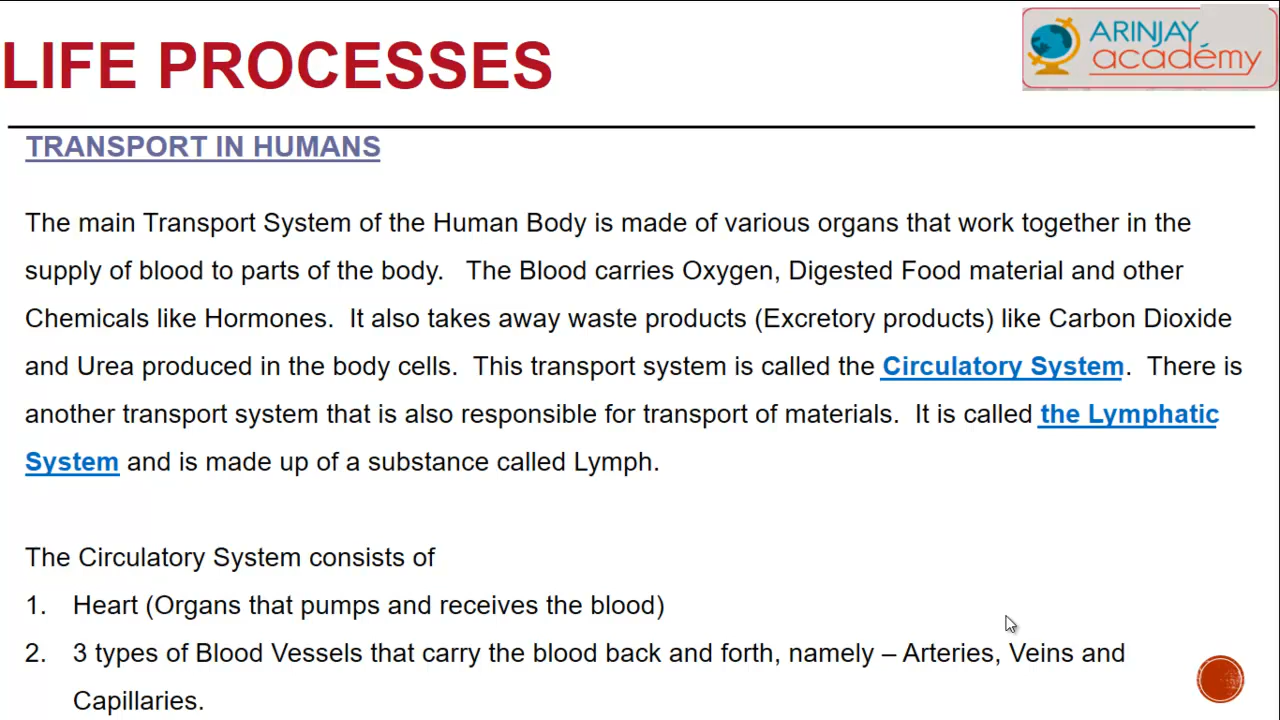 LIFE PROCESSES
ARINJAY
académy
TRANSPORT IN HUMANS
The main Transport System of the Human Body is made of various organs that work together in the
supply of blood to parts of the body. The Blood carries Oxygen, Digested Food material and other
Chemicals like Hormones. It also takes away waste products (Excretory products) like Carbon Dioxide
and Urea produced in the body cells. This transport system is called the Circulatory System. There is
another transport system that is also responsible for transport of materials. It is called the Lymphatic
System and is made up of a substance called Lymph.
The Circulatory System consists of
1. Heart (Organs that pumps and receives the blood)
2. 3 types of Blood Vessels that carry the blood back and forth, namely – Arteries, Veins and
Capillaries.